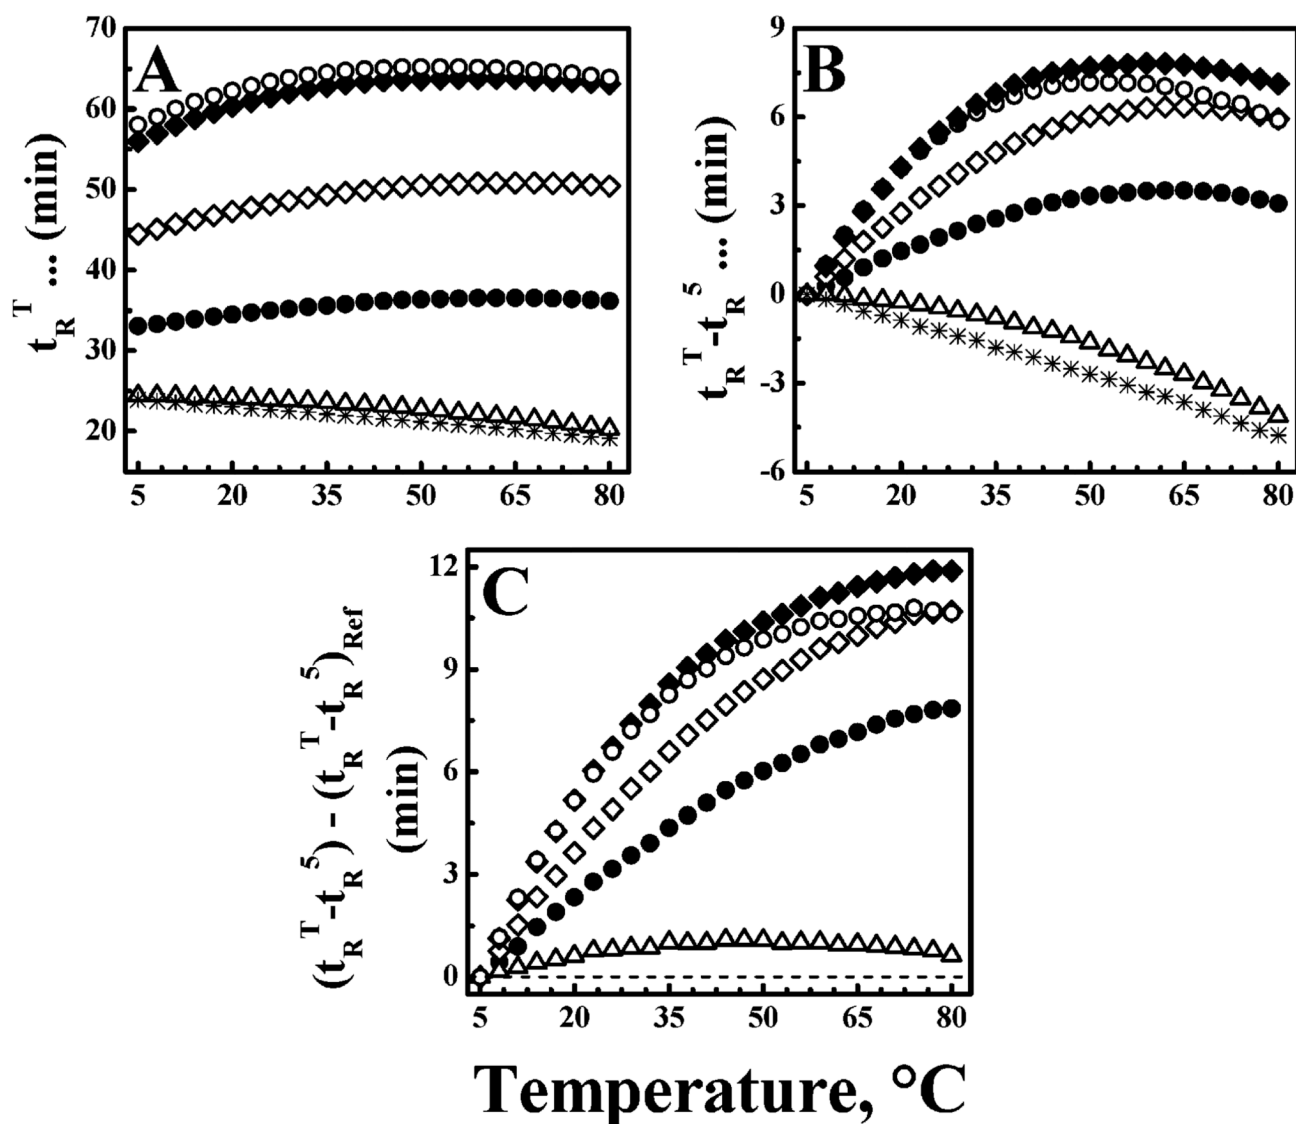 A
t_R^T ... (min)
70
60
50
40
30
20
5 20 35 50 65 80
B
t_R^T-t_R^5 ... (min)
9
6
3
0
-3
-6
5 20 35 50 65 80
C
(t_R^T-t_R^5) - (t_R^T-t_R^5)_Ref
(min)
12
9
6
3
0
5 20 35 50 65 80
Temperature, °C